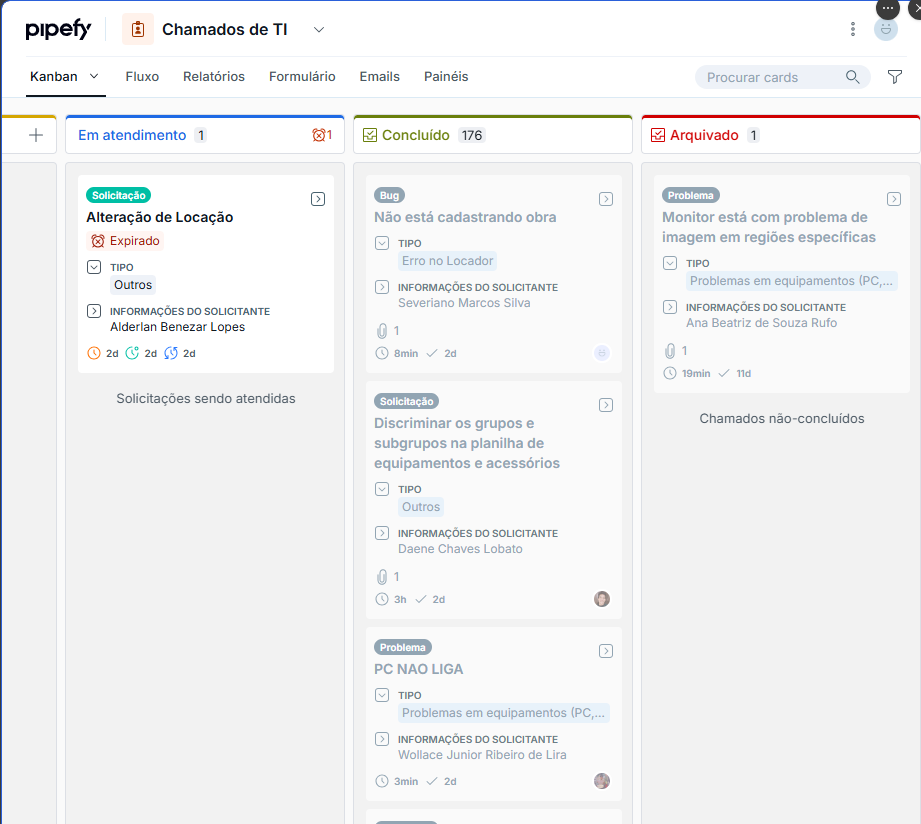 pipefy
Chamados de TI
Kanban
Fluxo
Relatórios
Formulário
Emails
Painéis
Procurar cards
Em atendimento 1
1
Solicitação
Alteração de Locação
Expirado
TIPO
Outros
INFORMAÇÕES DO SOLICITANTE
Alderlan Benezar Lopes
2d 2d 2d
Solicitações sendo atendidas
Concluído 176
Bug
Não está cadastrando obra
TIPO
Erro no Locador
INFORMAÇÕES DO SOLICITANTE
Severiano Marcos Silva
1
8min 2d
Solicitação
Discriminar os grupos e
subgrupos na planilha de
equipamentos e acessórios
TIPO
Outros
INFORMAÇÕES DO SOLICITANTE
Daene Chaves Lobato
1
3h 2d
Problema
PC NAO LIGA
TIPO
Problemas em equipamentos (PC,...
INFORMAÇÕES DO SOLICITANTE
Wollace Junior Ribeiro de Lira
3min 2d
Arquivado 1
Problema
Monitor está com problema de
imagem em regiões específicas
TIPO
Problemas em equipamentos (PC,...
INFORMAÇÕES DO SOLICITANTE
Ana Beatriz de Souza Rufo
1
19min 11d
Chamados não-concluídos